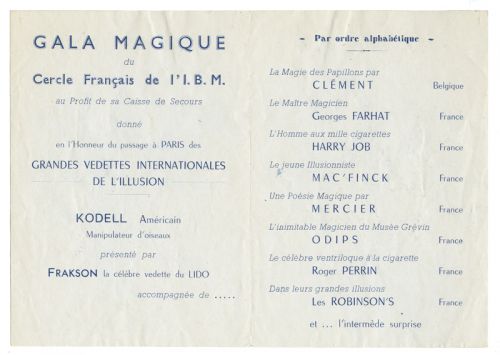 GALA MAGIQUE
du
Cercle Français de l'I.B.M.
au Profit de sa Caisse de Secours
donné
en l'Honneur du passage à PARIS des
GRANDES VEDETTES INTERNATIONALES
DE L'ILLUSION
KODELL Américain
Manipulateur d'oiseaux
présenté par
FRAKSON la célèbre vedette du LIDO
accompagnée de .....
- Par ordre alphabétique -
La Magie des Papillons par
CLÉMENT Belgique
Le Maître Magicien
Georges FARHAT France
L'Homme aux mille cigarettes
HARRY JOB France
Le jeune Illusionniste
MAC'FINCK France
Une Poésie Magique par
MERCIER France
L'inimitable Magicien du Musée Grévin
ODIPS France
Le célèbre ventriloque à la cigarette
Roger PERRIN France
Dans leurs grandes illusions
Les ROBINSON'S France
et ... l'intermède surprise